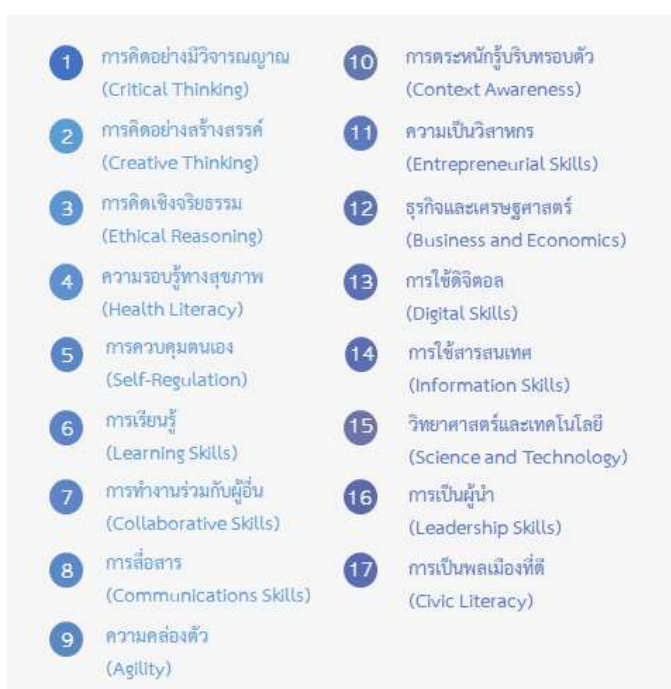 1 การคิดอย่างมีวิจารณญาณ
(Critical Thinking)
2 การคิดอย่างสร้างสรรค์
(Creative Thinking)
3 การคิดเชิงจริยธรรม
(Ethical Reasoning)
4 ความรอบรู้ทางสุขภาพ
(Health Literacy)
5 การควบคุมตนเอง
(Self-Regulation)
6 การเรียนรู้
(Learning Skills)
7 การทำงานร่วมกับผู้อื่น
(Collaborative Skills)
8 การสื่อสาร
(Communications Skills)
9 ความคล่องตัว
(Agility)
10 การตระหนักรู้บริบทรอบตัว
(Context Awareness)
11 ความเป็นวิสาหกร
(Entrepreneurial Skills)
12 ธุรกิจและเศรษฐศาสตร์
(Business and Economics)
13 การใช้ดิจิตอล
(Digital Skills)
14 การใช้สารสนเทศ
(Information Skills)
15 วิทยาศาสตร์และเทคโนโลยี
(Science and Technology)
16 การเป็นผู้นำ
(Leadership Skills)
17 การเป็นพลเมืองที่ดี
(Civic Literacy)